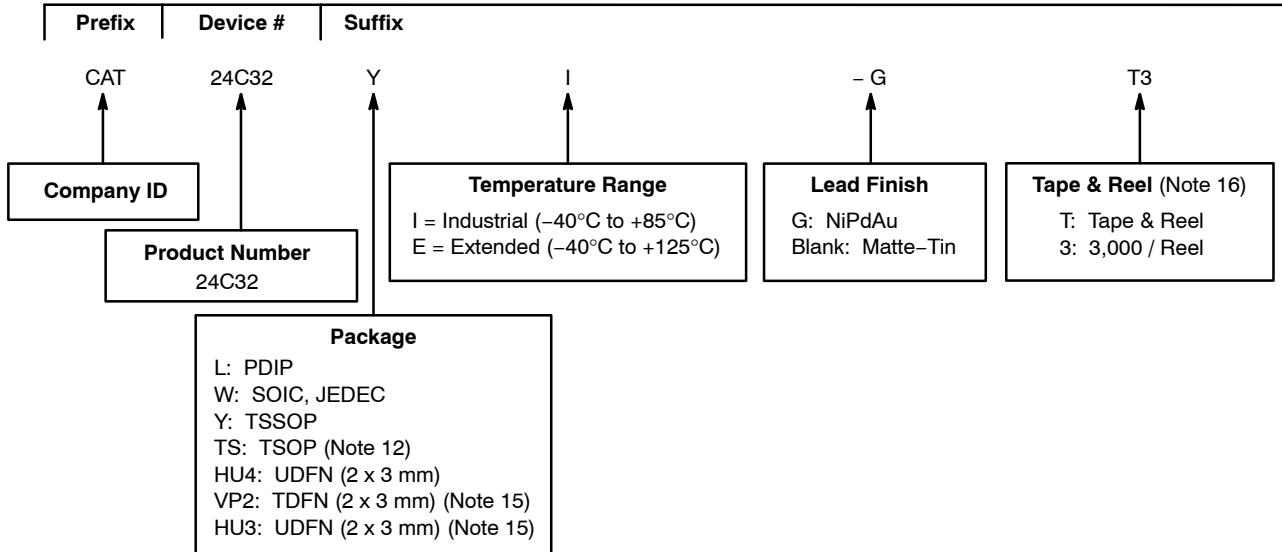 Prefix Device # Suffix
CAT 24C32 Y I – G T3
Company ID
Product Number
24C32
Package
L: PDIP
W: SOIC, JEDEC
Y: TSSOP
TS: TSOP (Note 12)
HU4: UDFN (2 x 3 mm)
VP2: TDFN (2 x 3 mm) (Note 15)
HU3: UDFN (2 x 3 mm) (Note 15)
Temperature Range
I = Industrial (−40°C to +85°C)
E = Extended (−40°C to +125°C)
Lead Finish
G: NiPdAu
Blank: Matte−Tin
Tape & Reel (Note 16)
T: Tape & Reel
3: 3,000 / Reel